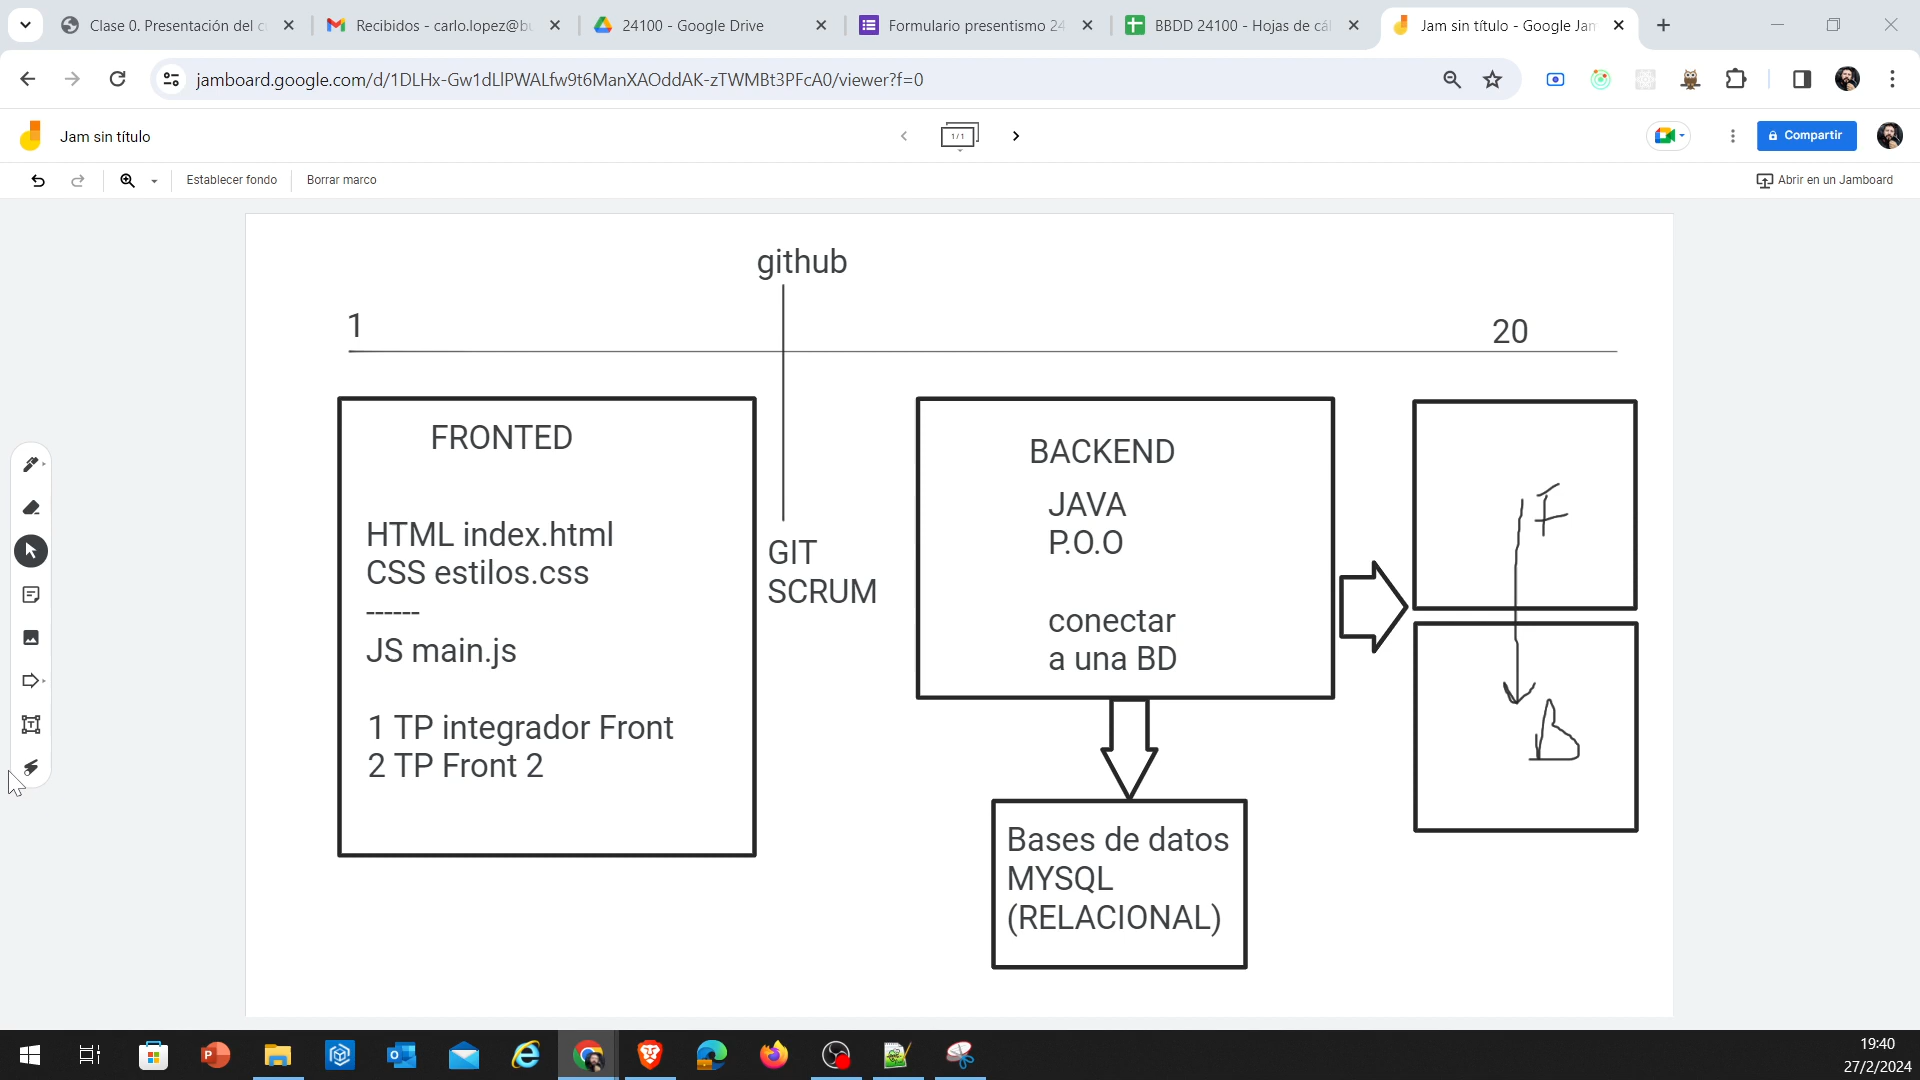 Clase 0. Presentación del c
Recibidos - carlo.lopez@bu
24100 - Google Drive
Formulario presentismo 24
BBDD 24100 - Hojas de cál
Jam sin título - Google Jam
jamboard.google.com/d/1DLHx-Gw1dLlPWALfw9t6ManXAOddAK-zTWMBt3PFcA0/viewer?f=0
Jam sin título
1/1
Compartir
Establecer fondo
Borrar marco
Abrir en un Jamboard
github
1
20
FRONTED
HTML index.html
CSS estilos.css
------
JS main.js
1 TP integrador Front
2 TP Front 2
GIT
SCRUM
BACKEND
JAVA
P.O.O
conectar
a una BD
Bases de datos
MYSQL
(RELACIONAL)
F
b
19:40
27/2/2024